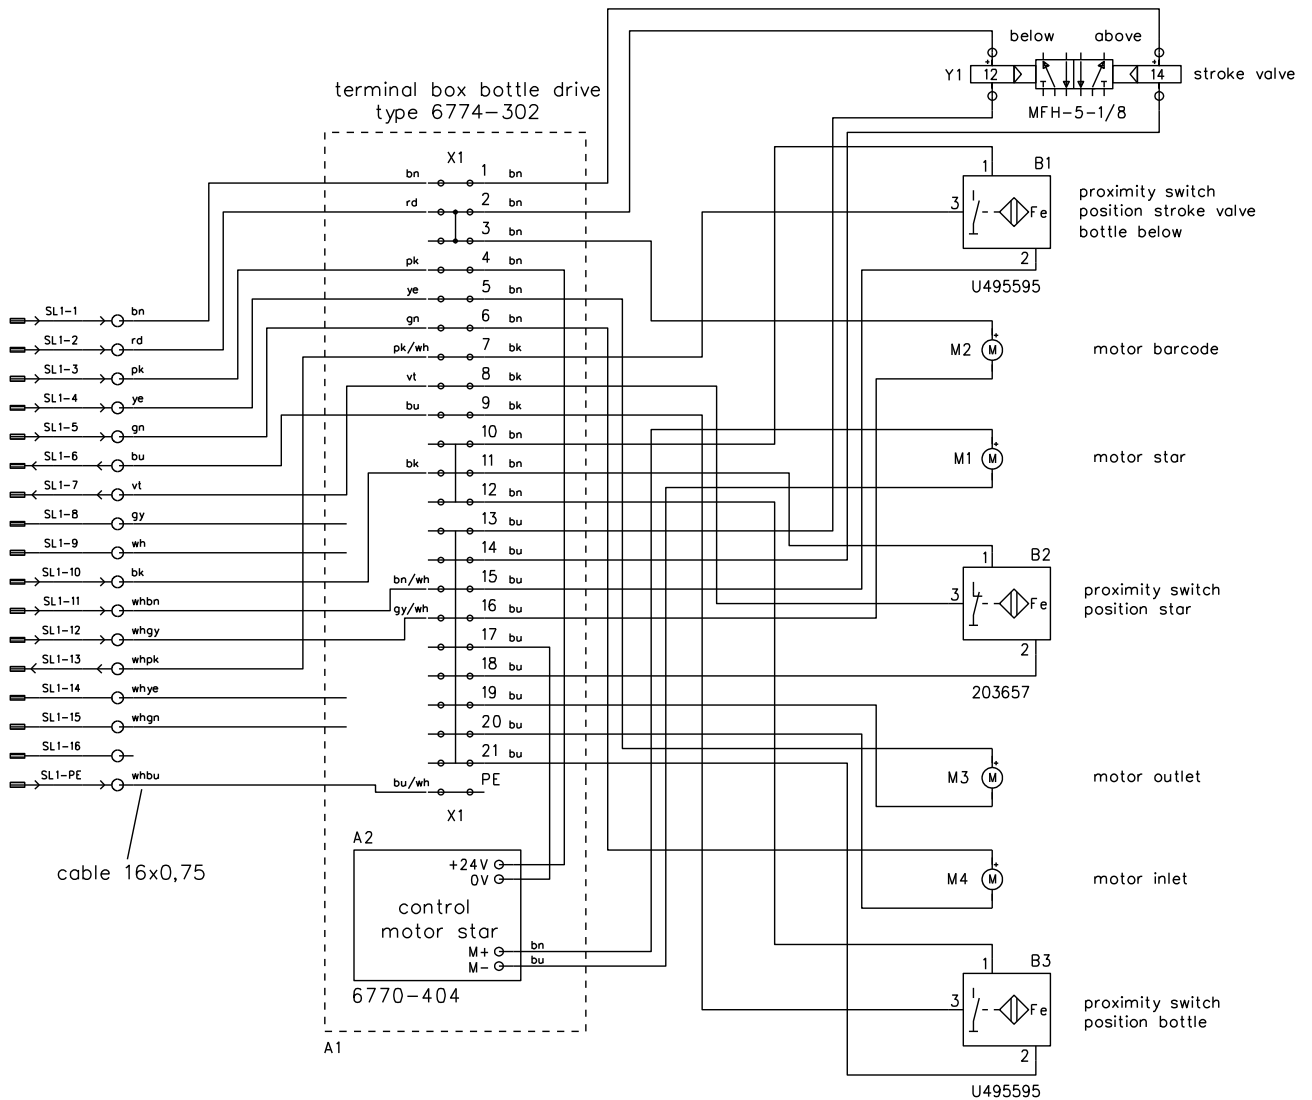 below above
Y1 12 14 stroke valve
T T
MFH-5-1/8
terminal box bottle drive
type 6774-302
X1
bn 1 bn
rd 2 bn
3 bn
pk 4 bn
ye 5 bn
gn 6 bn
pk/wh 7 bk
vt 8 bk
bu 9 bk
10 bn
bk 11 bn
12 bn
13 bu
14 bu
bn/wh 15 bu
gy/wh 16 bu
17 bu
18 bu
19 bu
20 bu
21 bu
bu/wh PE
X1
SL1-1 bn
SL1-2 rd
SL1-3 pk
SL1-4 ye
SL1-5 gn
SL1-6 bu
SL1-7 vt
SL1-8 gy
SL1-9 wh
SL1-10 bk
SL1-11 whbn
SL1-12 whgy
SL1-13 whpk
SL1-14 whye
SL1-15 whgn
SL1-16
SL1-PE whbu
cable 16x0,75
A2
+24V
0V
control
motor star
M+ bn
M- bu
6770-404
A1
1 B1
3 Fe
2
U495595
proximity switch
position stroke valve
bottle below
+
M2 M motor barcode
+
M1 M motor star
1 B2
3 Fe
2
203657
proximity switch
position star
+
M3 M motor outlet
+
M4 M motor inlet
1 B3
3 Fe
2
U495595
proximity switch
position bottle